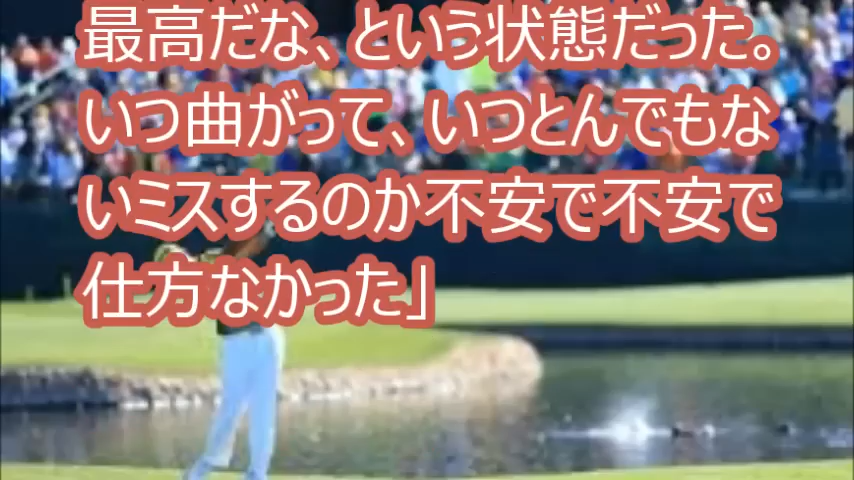 最高だな、という状態だった。
いつ曲がって、いつとんでもな
いミスするのか不安で不安で
仕方なかった」